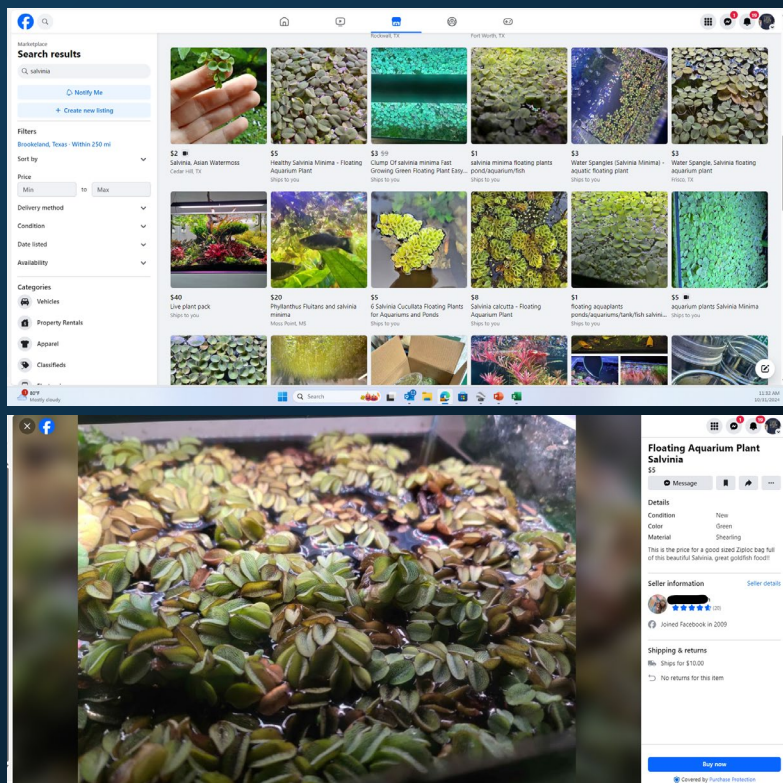 Rockwell, TX
Fort Worth, TX
Marketplace
Search results
salvinia
Notify Me
+ Create new listing
Filters
Brookeland, Texas · Within 250 mi
Sort by
Price
Min to Max
Delivery method
Condition
Date listed
Availability
Categories
Vehicles
Property Rentals
Apparel
Classifieds
$2
Salvinia, Asian Watermoss
Cedar Hill, TX
$5
Healthy Salvinia Minima - Floating
Aquarium Plant
Ships to you
$3 $9
Clump Of salvinia minima Fast
Growing Green Floating Plant Easy...
Ships to you
$1
salvinia minima floating plants
pond/aquarium/fish
Ships to you
$3
Water Spangles (Salvinia Minima) -
aquatic floating plant
Ships to you
$3
Water Spangle, Salvinia floating
aquarium plant
Frisco, TX
$40
Live plant pack
Ships to you
$20
Phyllanthus Fluitans and salvinia
minima
Moss Point, MS
$5
6 Salvinia Cucullata Floating Plants
for Aquariums and Ponds
Ships to you
$8
Salvinia calcutta - Floating
Aquarium Plant
Ships to you
$1
floating aquaplants
ponds/aquariums/tank/fish salvini...
Ships to you
$5
aquarium plants Salvinia Minima
Ships to you
Mostly cloudy
Search
11:52 AM
10/31/2024
Floating Aquarium Plant
Salvinia
$5
Message
Details
Condition New
Color Green
Material Shearling
This is the price for a good sized Ziploc bag full
of this beautiful Salvinia, great goldfish food!!
Seller information Seller details
(20)
Joined Facebook in 2009
Shipping & returns
Ships for $10.00
No returns for this item
Buy now
Covered by Purchase Protection